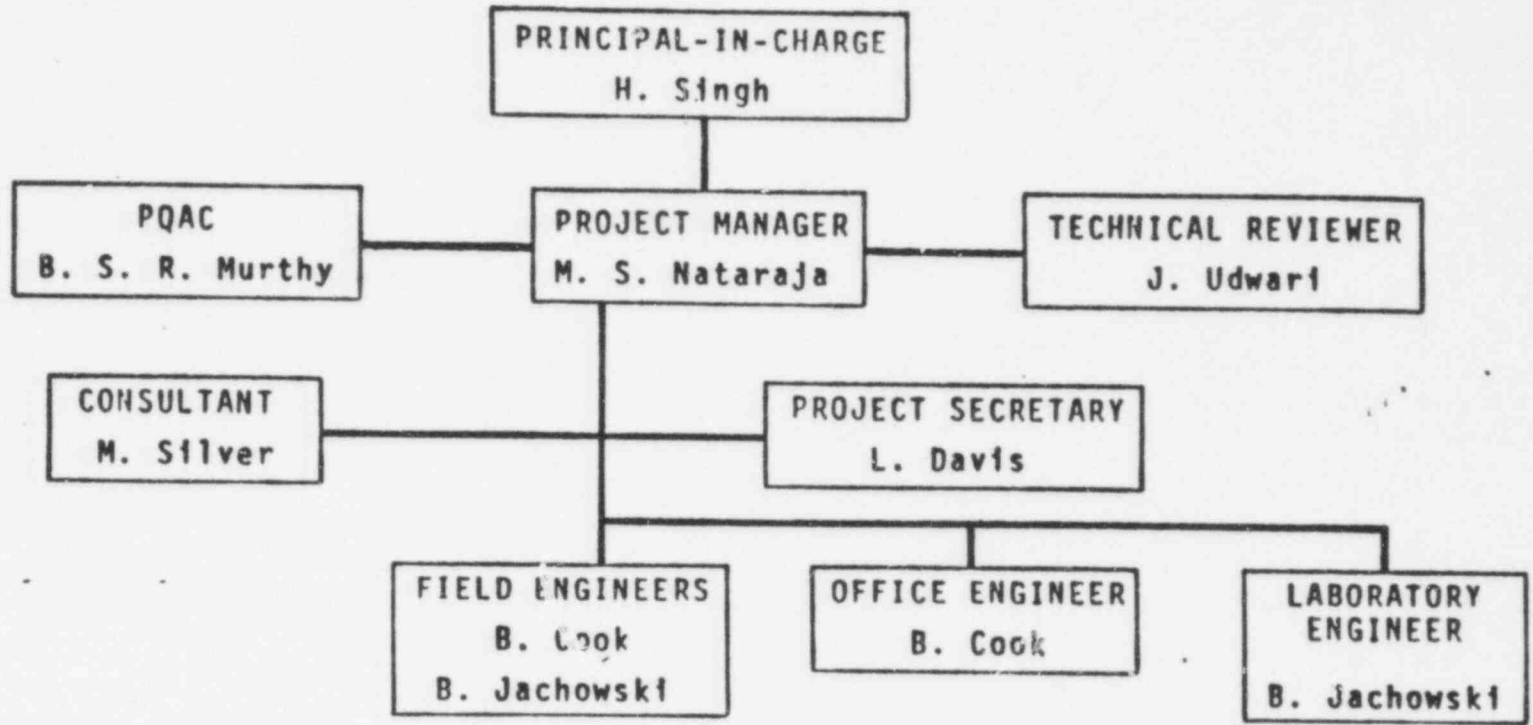 PRINCIPAL-IN-CHARGE
H. Singh
PQAC
B. S. R. Murthy
PROJECT MANAGER
M. S. Nataraja
TECHNICAL REVIEWER
J. Udwari
CONSULTANT
M. Silver
PROJECT SECRETARY
L. Davis
FIELD ENGINEERS
B. Cook
B. Jachowski
OFFICE ENGINEER
B. Cook
LABORATORY
ENGINEER
B. Jachowski